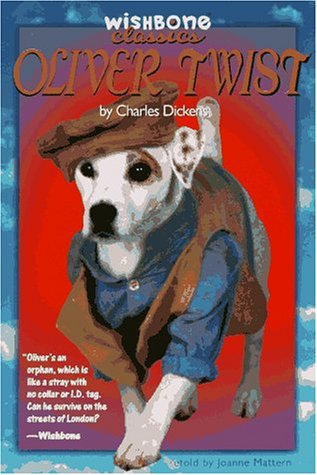 WISHBONE
classics
OLIVER TWIST
by Charles Dickens
"Oliver's an
orphan, which is
like a stray with
no collar or I.D. tag.
Can he survive on the
streets of London?
—Wishbone
retold by Joanne Mattern